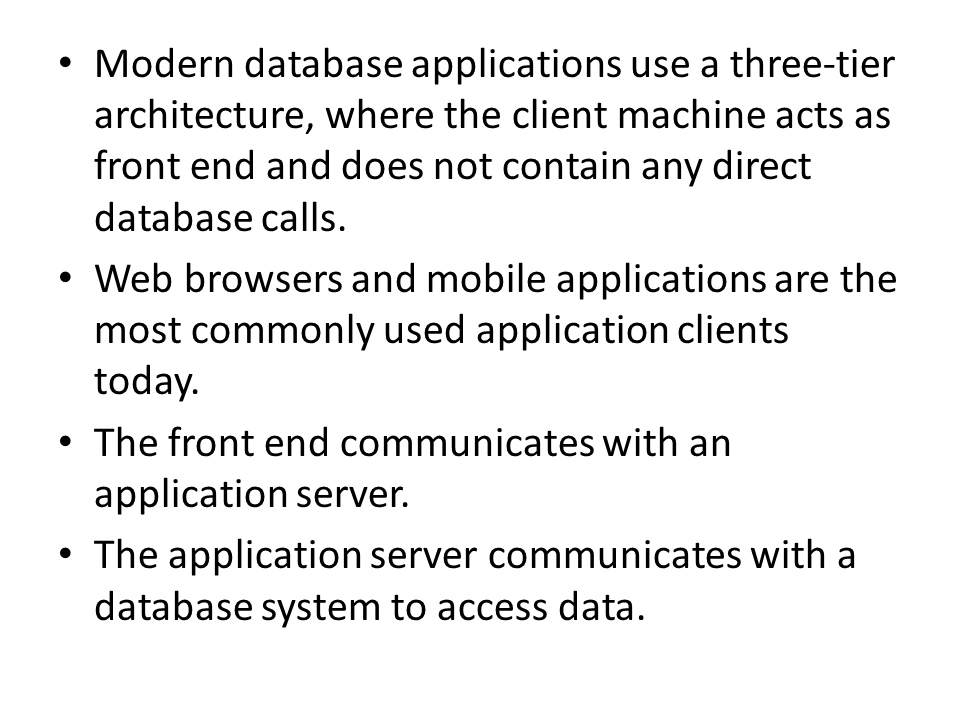 • Modern database applications use a three-tier
architecture, where the client machine acts as
front end and does not contain any direct
database calls.
• Web browsers and mobile applications are the
most commonly used application clients
today.
• The front end communicates with an
application server.
• The application server communicates with a
database system to access data.